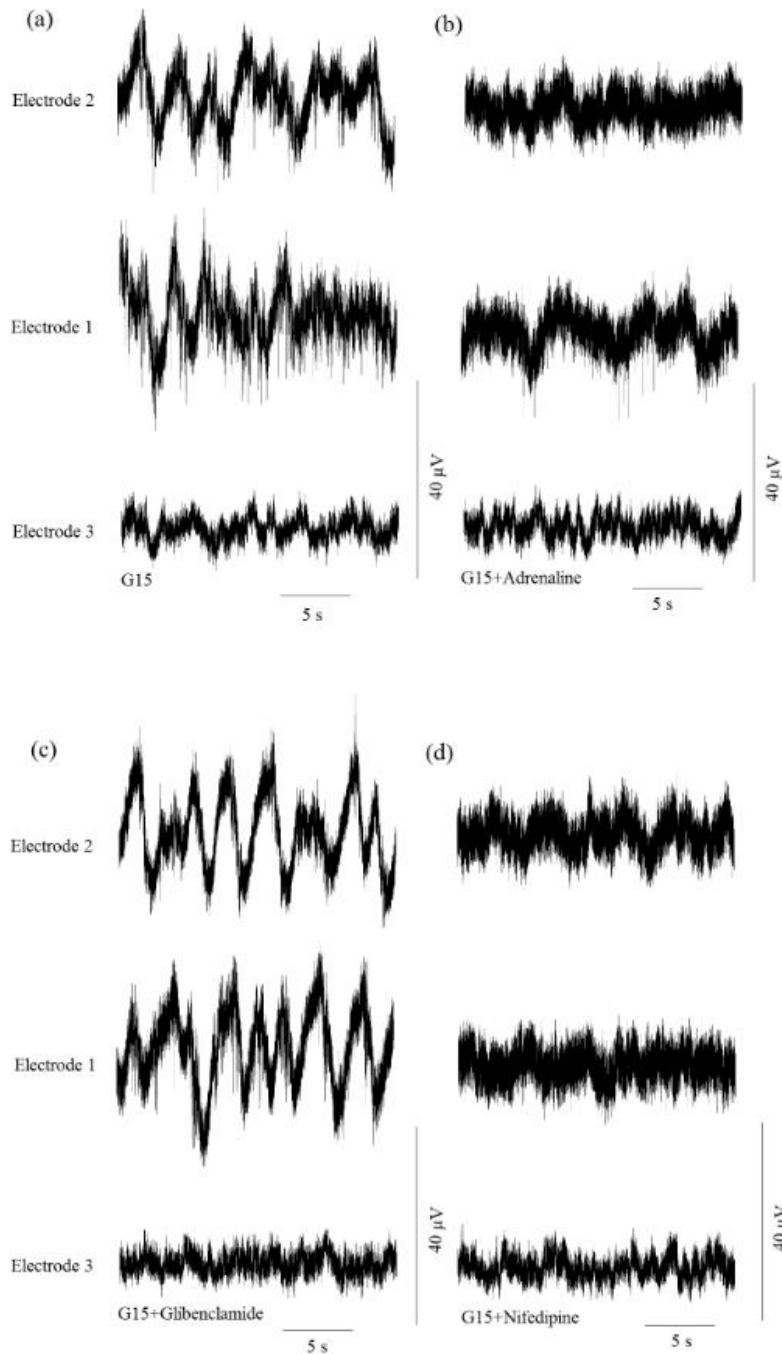 (a)
(b)
Electrode 2
Electrode 1
40 µV
40 µV
Electrode 3
G15
G15+Adrenaline
5 s
5 s
(c)
(d)
Electrode 2
Electrode 1
40 µV
40 µV
Electrode 3
G15+Glibenclamide
G15+Nifedipine
5 s
5 s